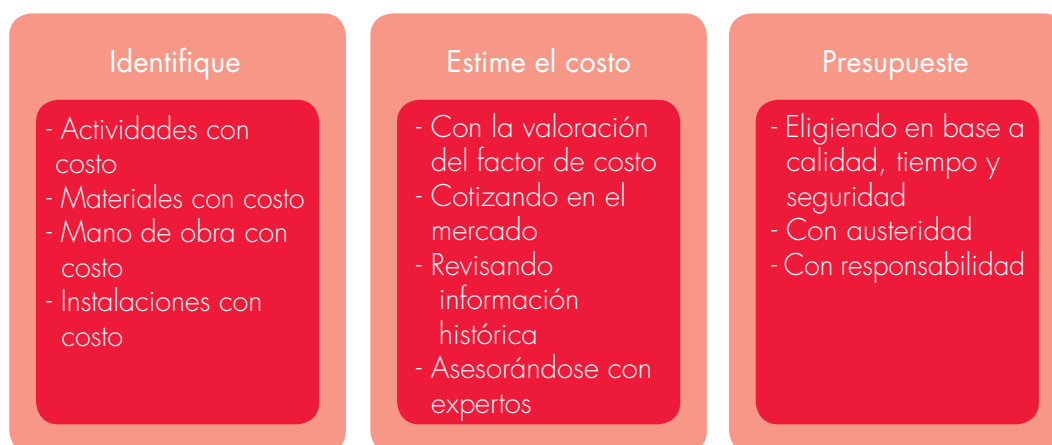 Identifique
- Actividades con
costo
- Materiales con costo
- Mano de obra con
costo
- Instalaciones con
costo
Estime el costo
- Con la valoración
del factor de costo
- Cotizando en el
mercado
- Revisando
información
histórica
- Asesorándose con
expertos
Presupueste
- Eligiendo en base a
calidad, tiempo y
seguridad
- Con austeridad
- Con responsabilidad